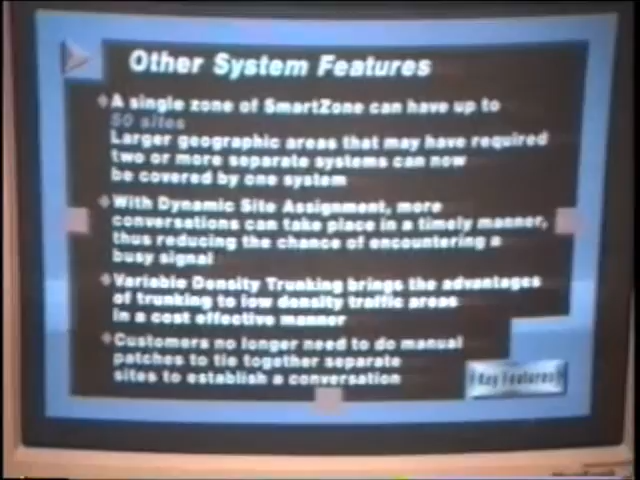 Other System Features
A single zone of SmartZone can have up to
50 sites
Larger geographic areas that may have required
two or more separate systems can now
be covered by one system
With Dynamic Site Assignment, more
conversations can take place in a timely manner,
thus reducing the chance of encountering a
busy signal
Variable Density Trunking brings the advantages
of trunking to low density traffic areas
in a cost effective manner
Customers no longer need to do manual
patches to tie together separate
sites to establish a conversation
Key Features